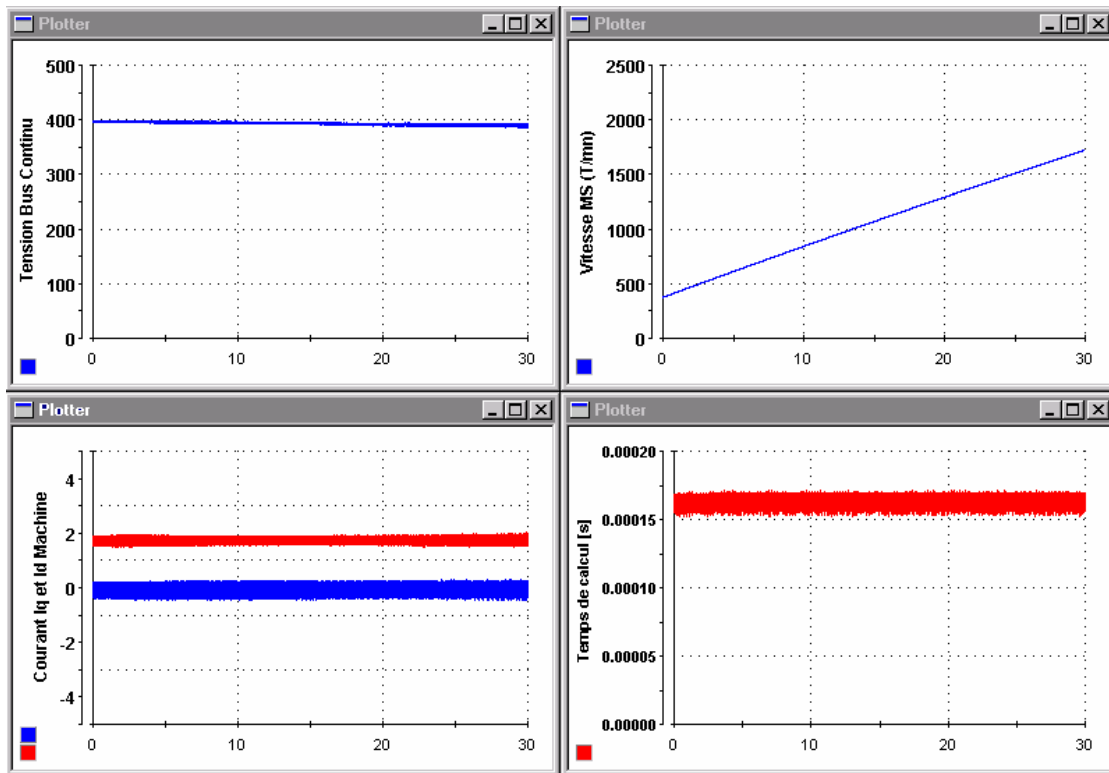 Plotter
500
400
300
200
100
0
0 10 20 30
Tension Bus Continu
Plotter
2500
2000
1500
1000
500
0
0 10 20 30
Vitesse MS (T/mn)
Plotter
4
2
0
-2
-4
0 10 20 30
Courant Iq et Id Machine
Plotter
0.00020
0.00015
0.00010
0.00005
0.00000
0 10 20 30
Temps de calcul [s]